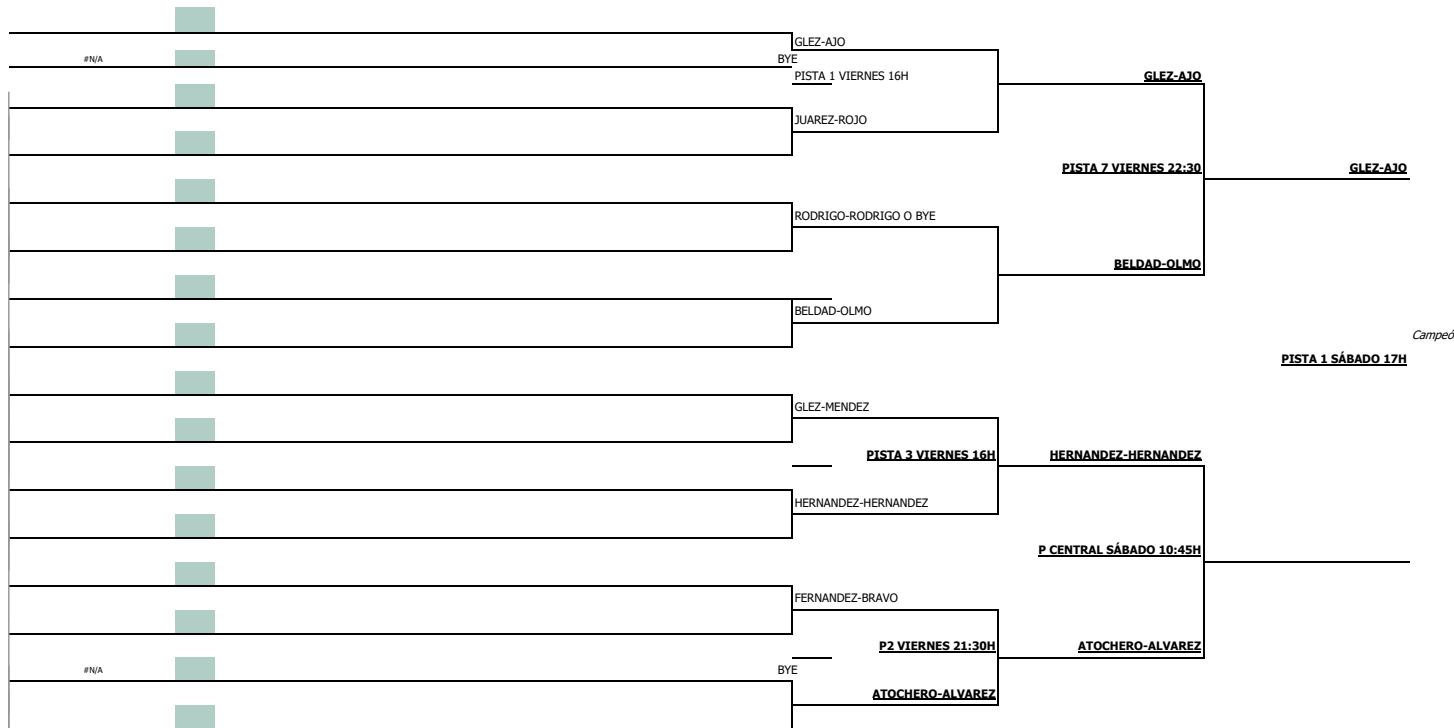 GLEZ-AJO
#N/A
BYE
PISTA 1 VIERNES 16H
GLEZ-AJO
JUAREZ-ROJO
PISTA 7 VIERNES 22:30
GLEZ-AJO
RODRIGO-RODRIGO O BYE
BELDAD-OLMO
BELDAD-OLMO
Campeó
PISTA 1 SÁBADO 17H
GLEZ-MENDEZ
PISTA 3 VIERNES 16H
HERNANDEZ-HERNANDEZ
HERNANDEZ-HERNANDEZ
P CENTRAL SÁBADO 10:45H
FERNANDEZ-BRAVO
P2 VIERNES 21:30H
ATOCHERO-ALVAREZ
#N/A
BYE
ATOCHERO-ALVAREZ